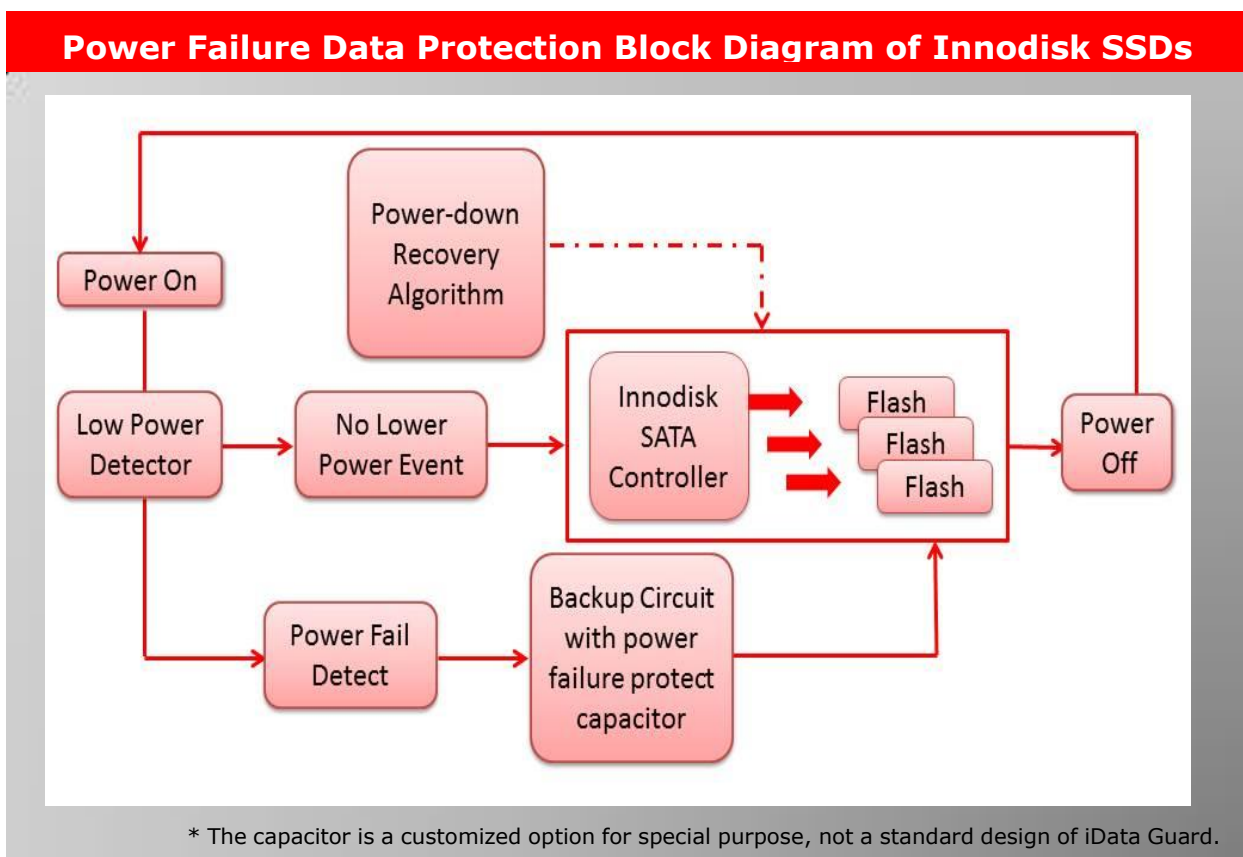 Power Failure Data Protection Block Diagram of Innodisk SSDs
Power-down
Recovery
Algorithm
Power On
Low Power
Detector
No Lower
Power Event
Innodisk
SATA
Controller
Flash
Flash
Flash
Power
Off
Power Fail
Detect
Backup Circuit
with power
failure protect
capacitor
* The capacitor is a customized option for special purpose, not a standard design of iData Guard.